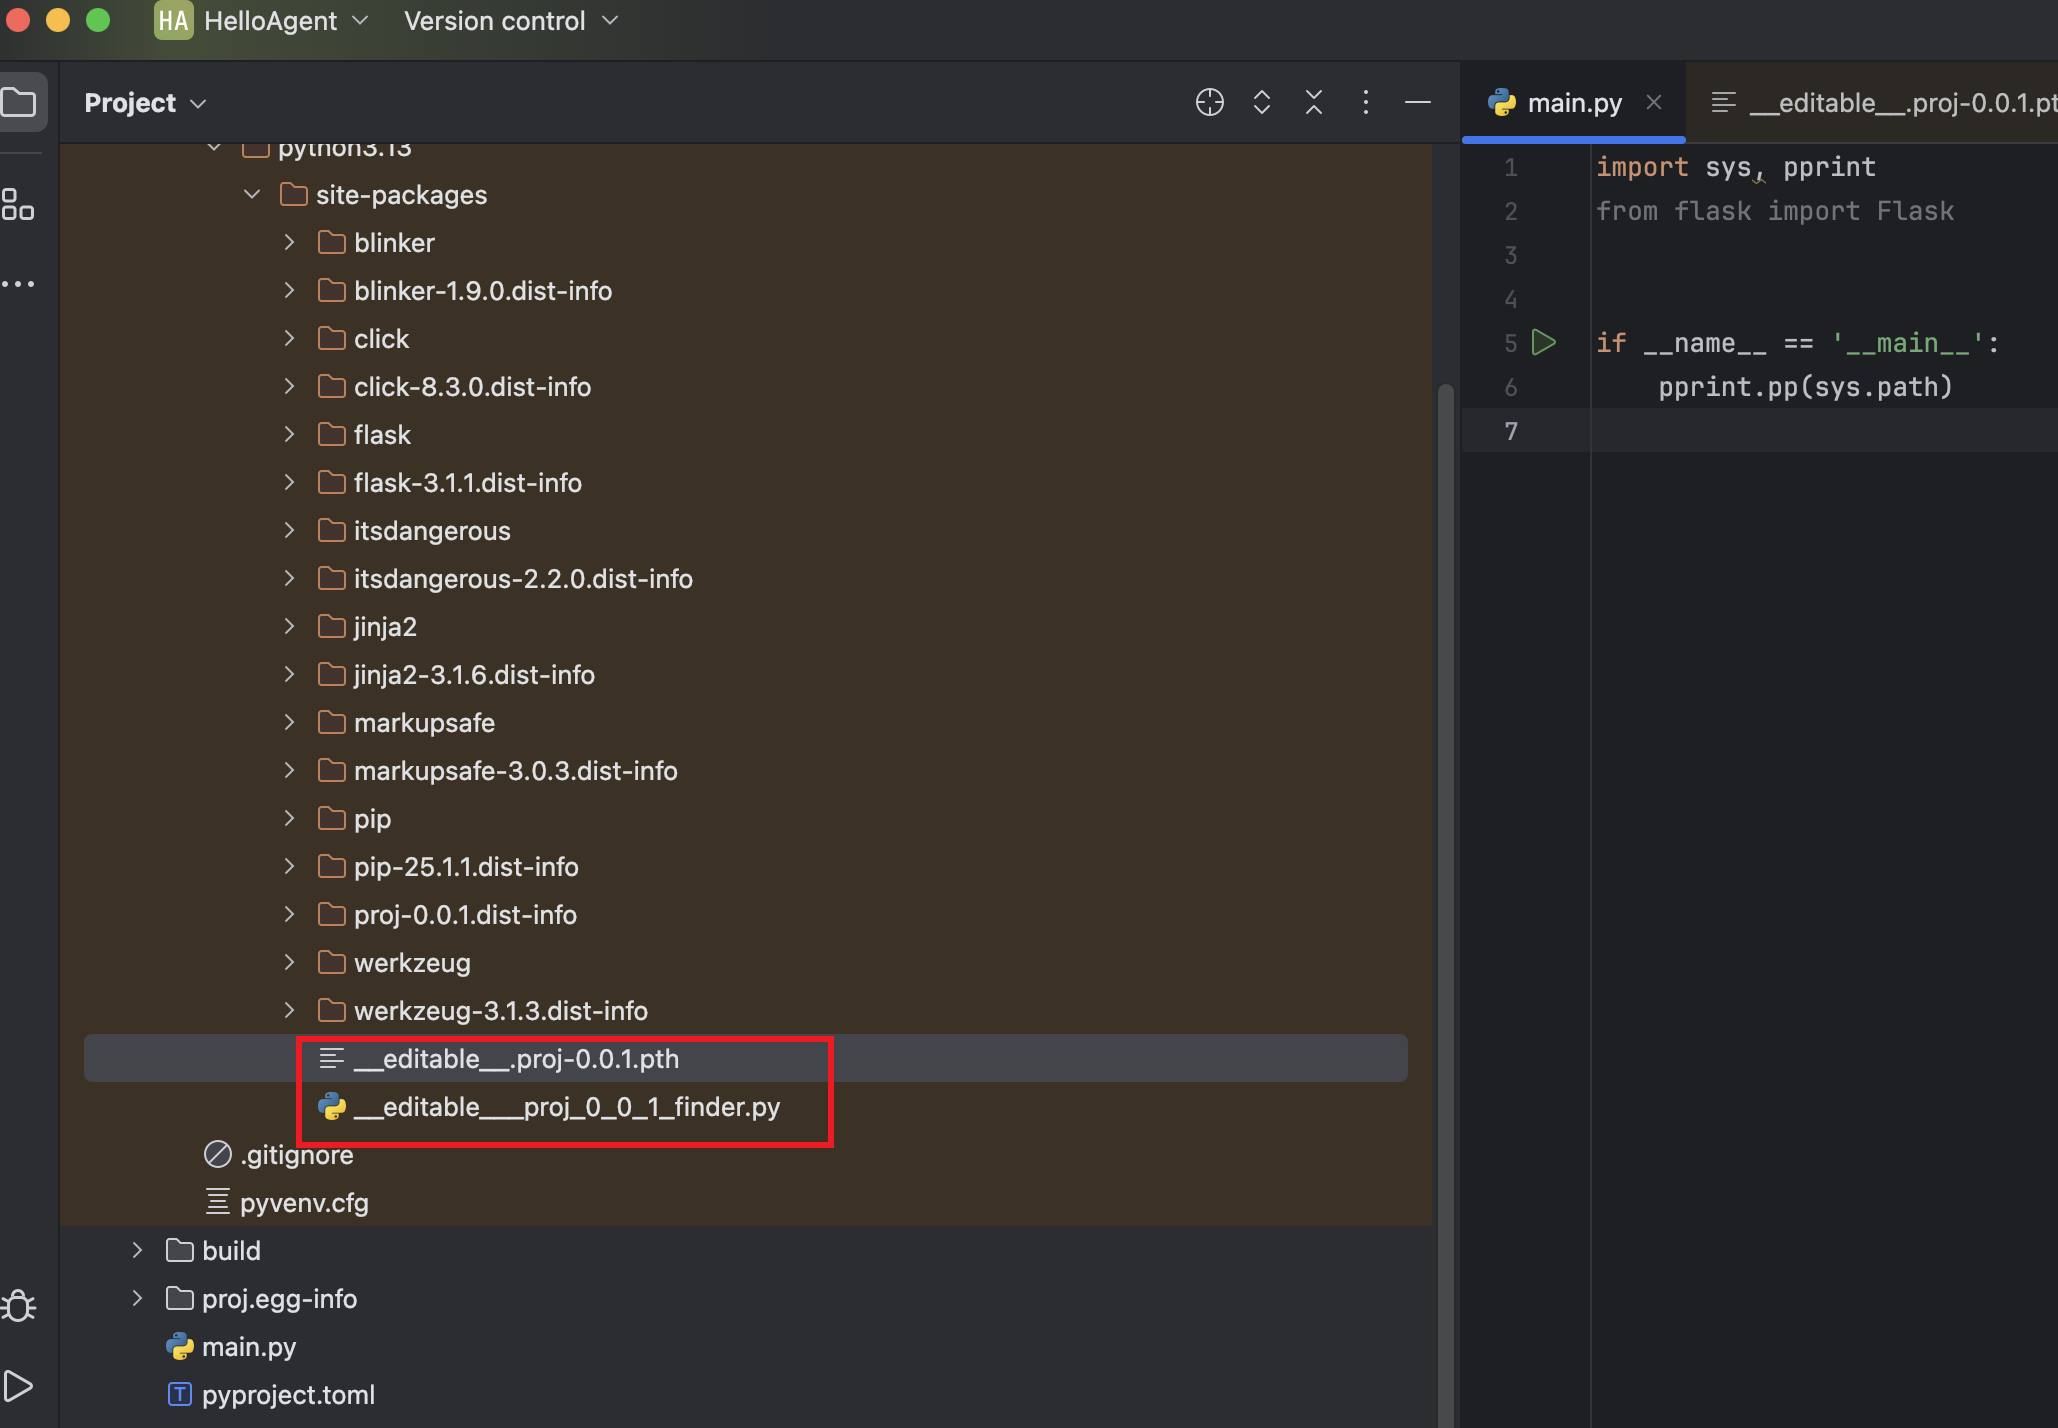 HA HelloAgent Version control
Project
python3.13
site-packages
blinker
blinker-1.9.0.dist-info
click
click-8.3.0.dist-info
flask
flask-3.1.1.dist-info
itsdangerous
itsdangerous-2.2.0.dist-info
jinja2
jinja2-3.1.6.dist-info
markupsafe
markupsafe-3.0.3.dist-info
pip
pip-25.1.1.dist-info
proj-0.0.1.dist-info
werkzeug
werkzeug-3.1.3.dist-info
__editable__.proj-0.0.1.pth
__editable___proj_0_0_1_finder.py
.gitignore
pyvenv.cfg
build
proj.egg-info
main.py
T pyproject.toml
main.py __editable__.proj-0.0.1.pt
1 import sys, pprint
2 from flask import Flask
3
4
5 if __name__ == '__main__':
6 pprint.pp(sys.path)
7